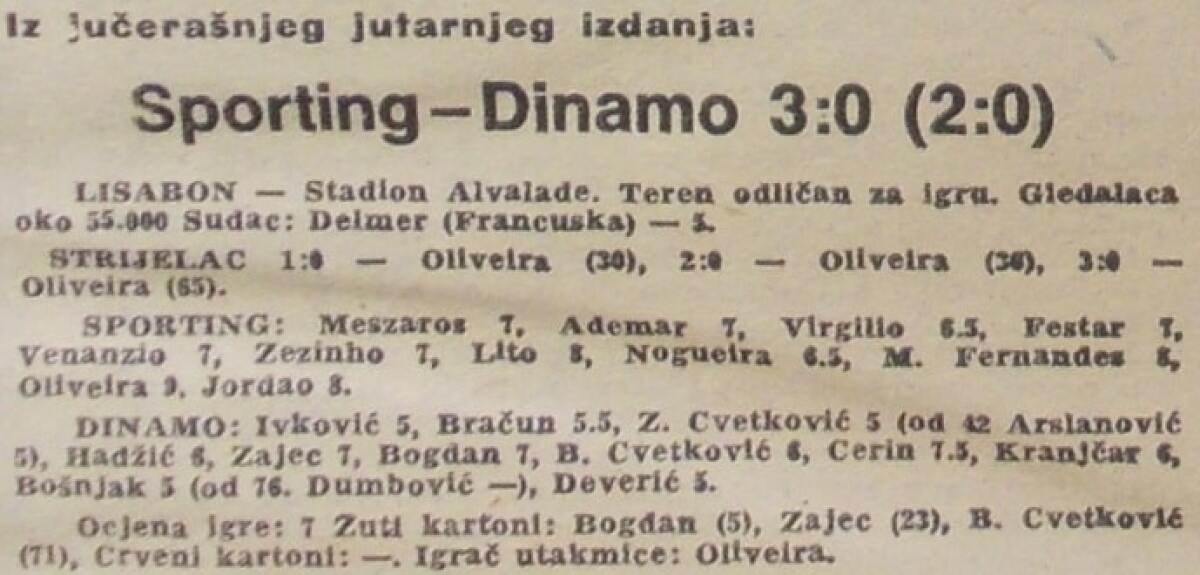 Iz jučerašnjeg jutarnjeg izdanja:
Sporting – Dinamo 3:0 (2:0)
LISABON — Stadion Alvalade. Teren odličan za igru. Gledalaca
oko 55.000 Sudac: Delmer (Francuska) — 5.
STRIJELAC 1:0 — Oliveira (30), 2:0 — Oliveira (36), 3:0 —
Oliveira (65).
SPORTING: Meszaros 7, Ademar 7, Virgilio 6.5, Festar 7,
Venanzio 7, Zezinho 7, Lito 8, Nogueira 6.5, M. Fernandes 8,
Oliveira 9, Jordao 8.
DINAMO: Ivković 5, Bračun 5.5, Z. Cvetković 5 (od 42 Arslanović
5), Hadžić 6, Zajec 7, Bogdan 7, B. Cvetković 6, Cerin 7.5, Kranjčar 6,
Bošnjak 5 (od 76. Dumbović —), Deverić 5.
Ocjena igre: 7 Zuti kartoni: Bogdan (5), Zajec (23), B. Cvetković
(71), Crveni kartoni: —. Igrač utakmice: Oliveira.